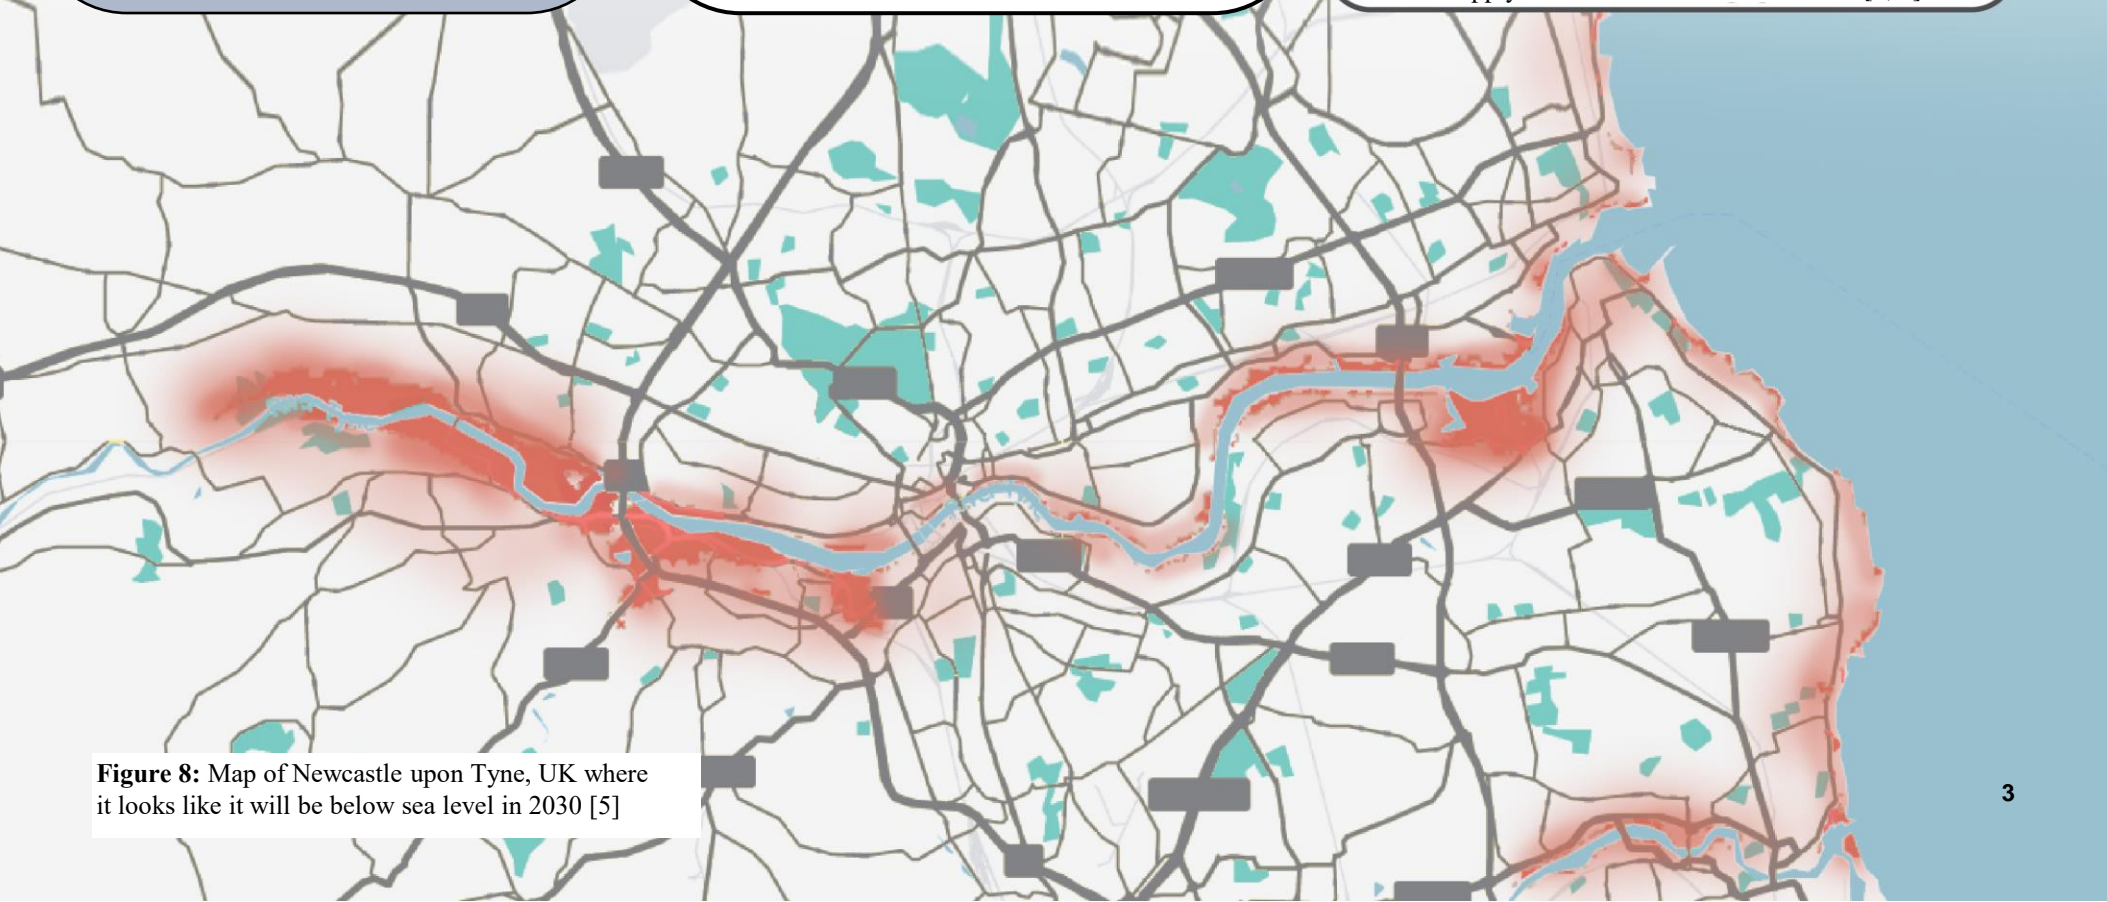 Figure 8: Map of Newcastle upon Tyne, UK where
it looks like it will be below sea level in 2030 [5]
3